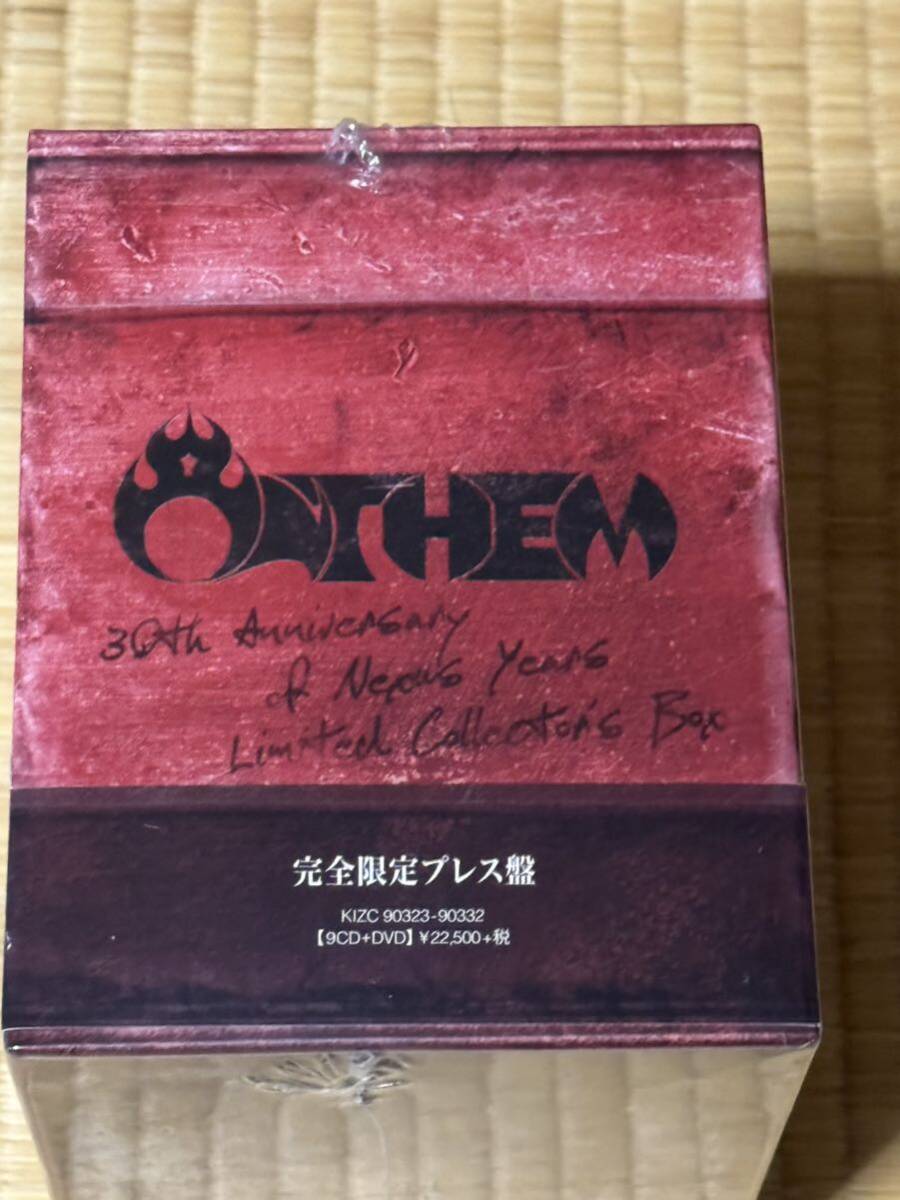 ANTHEM
30th Anniversary
of Nexus Years
Limited Collector's Box
完全限定プレス盤
KIZC 90323-90332
【9CD+DVD】¥22,500+税